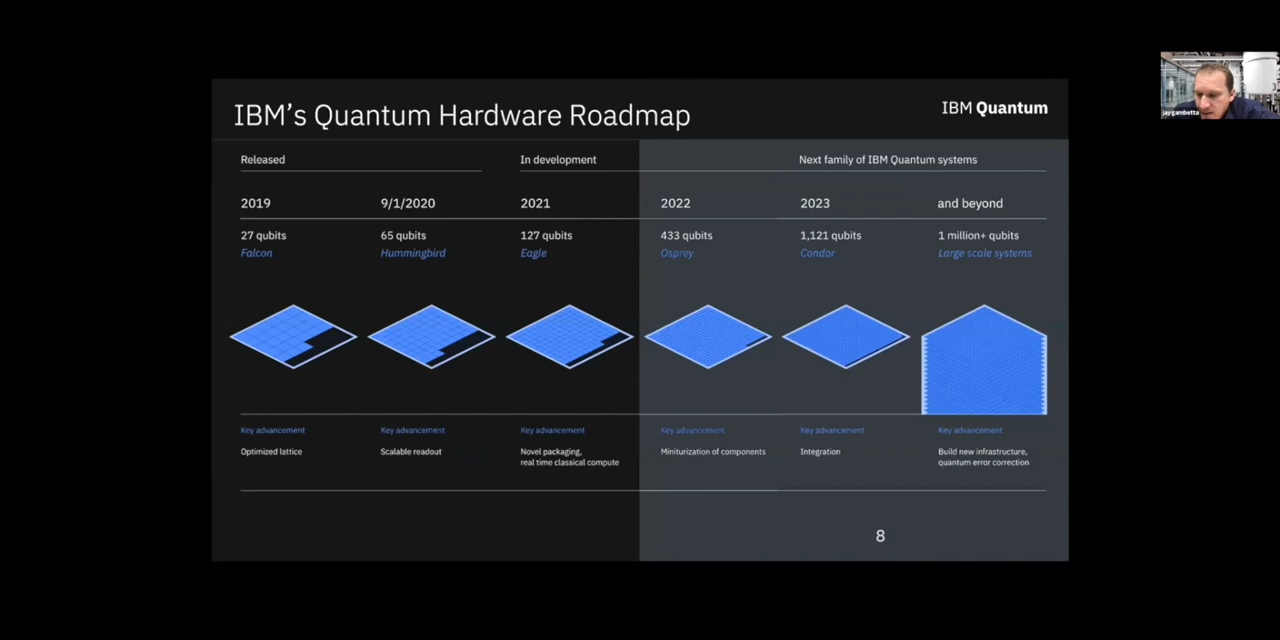 IBM's Quantum Hardware Roadmap
IBM Quantum
jaygambetta
Released
In development
Next family of IBM Quantum systems
2019
9/1/2020
2021
2022
2023
and beyond
27 qubits
65 qubits
127 qubits
433 qubits
1,121 qubits
1 million+ qubits
Falcon
Hummingbird
Eagle
Osprey
Condor
Large scale systems
Key advancement
Key advancement
Key advancement
Key advancement
Key advancement
Key advancement
Optimized lattice
Scalable readout
Novel packaging,
real time classical compute
Miniturization of components
Integration
Build new infrastructure,
quantum error correction
8